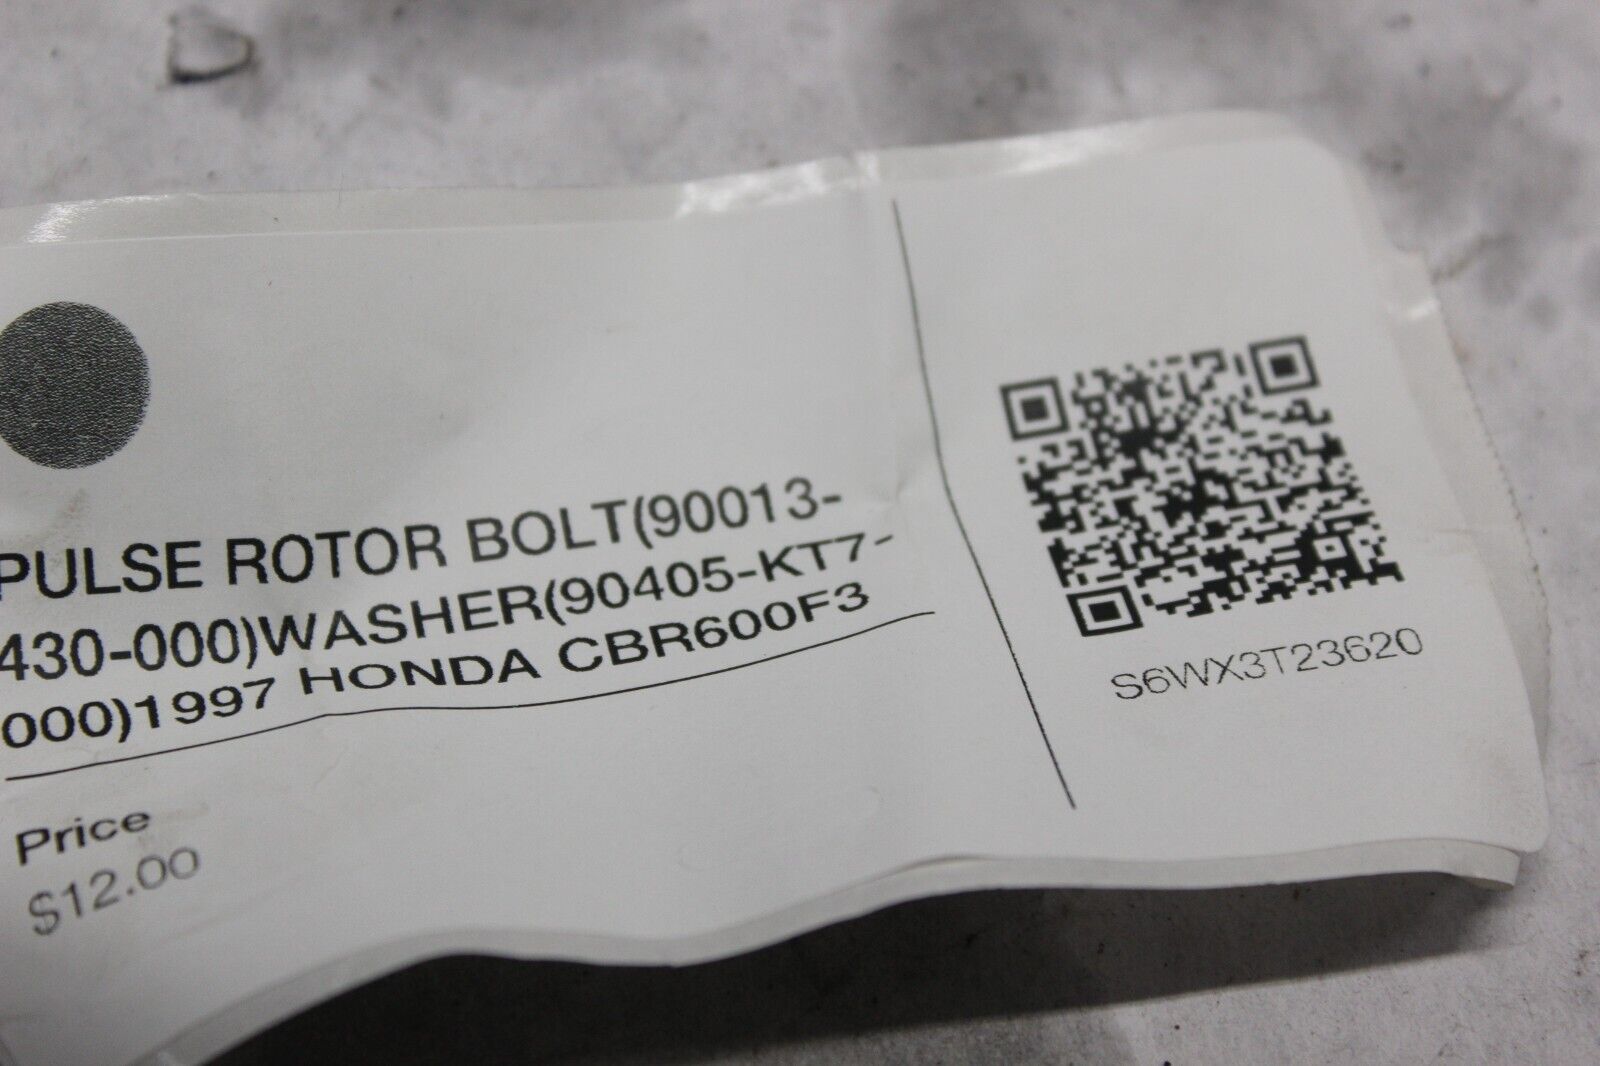 PULSE ROTOR BOLT(90013-
430-000)WASHER(90405-KT7-
000)1997 HONDA CBR600F3
Price
$12.00
S6WX3T23620